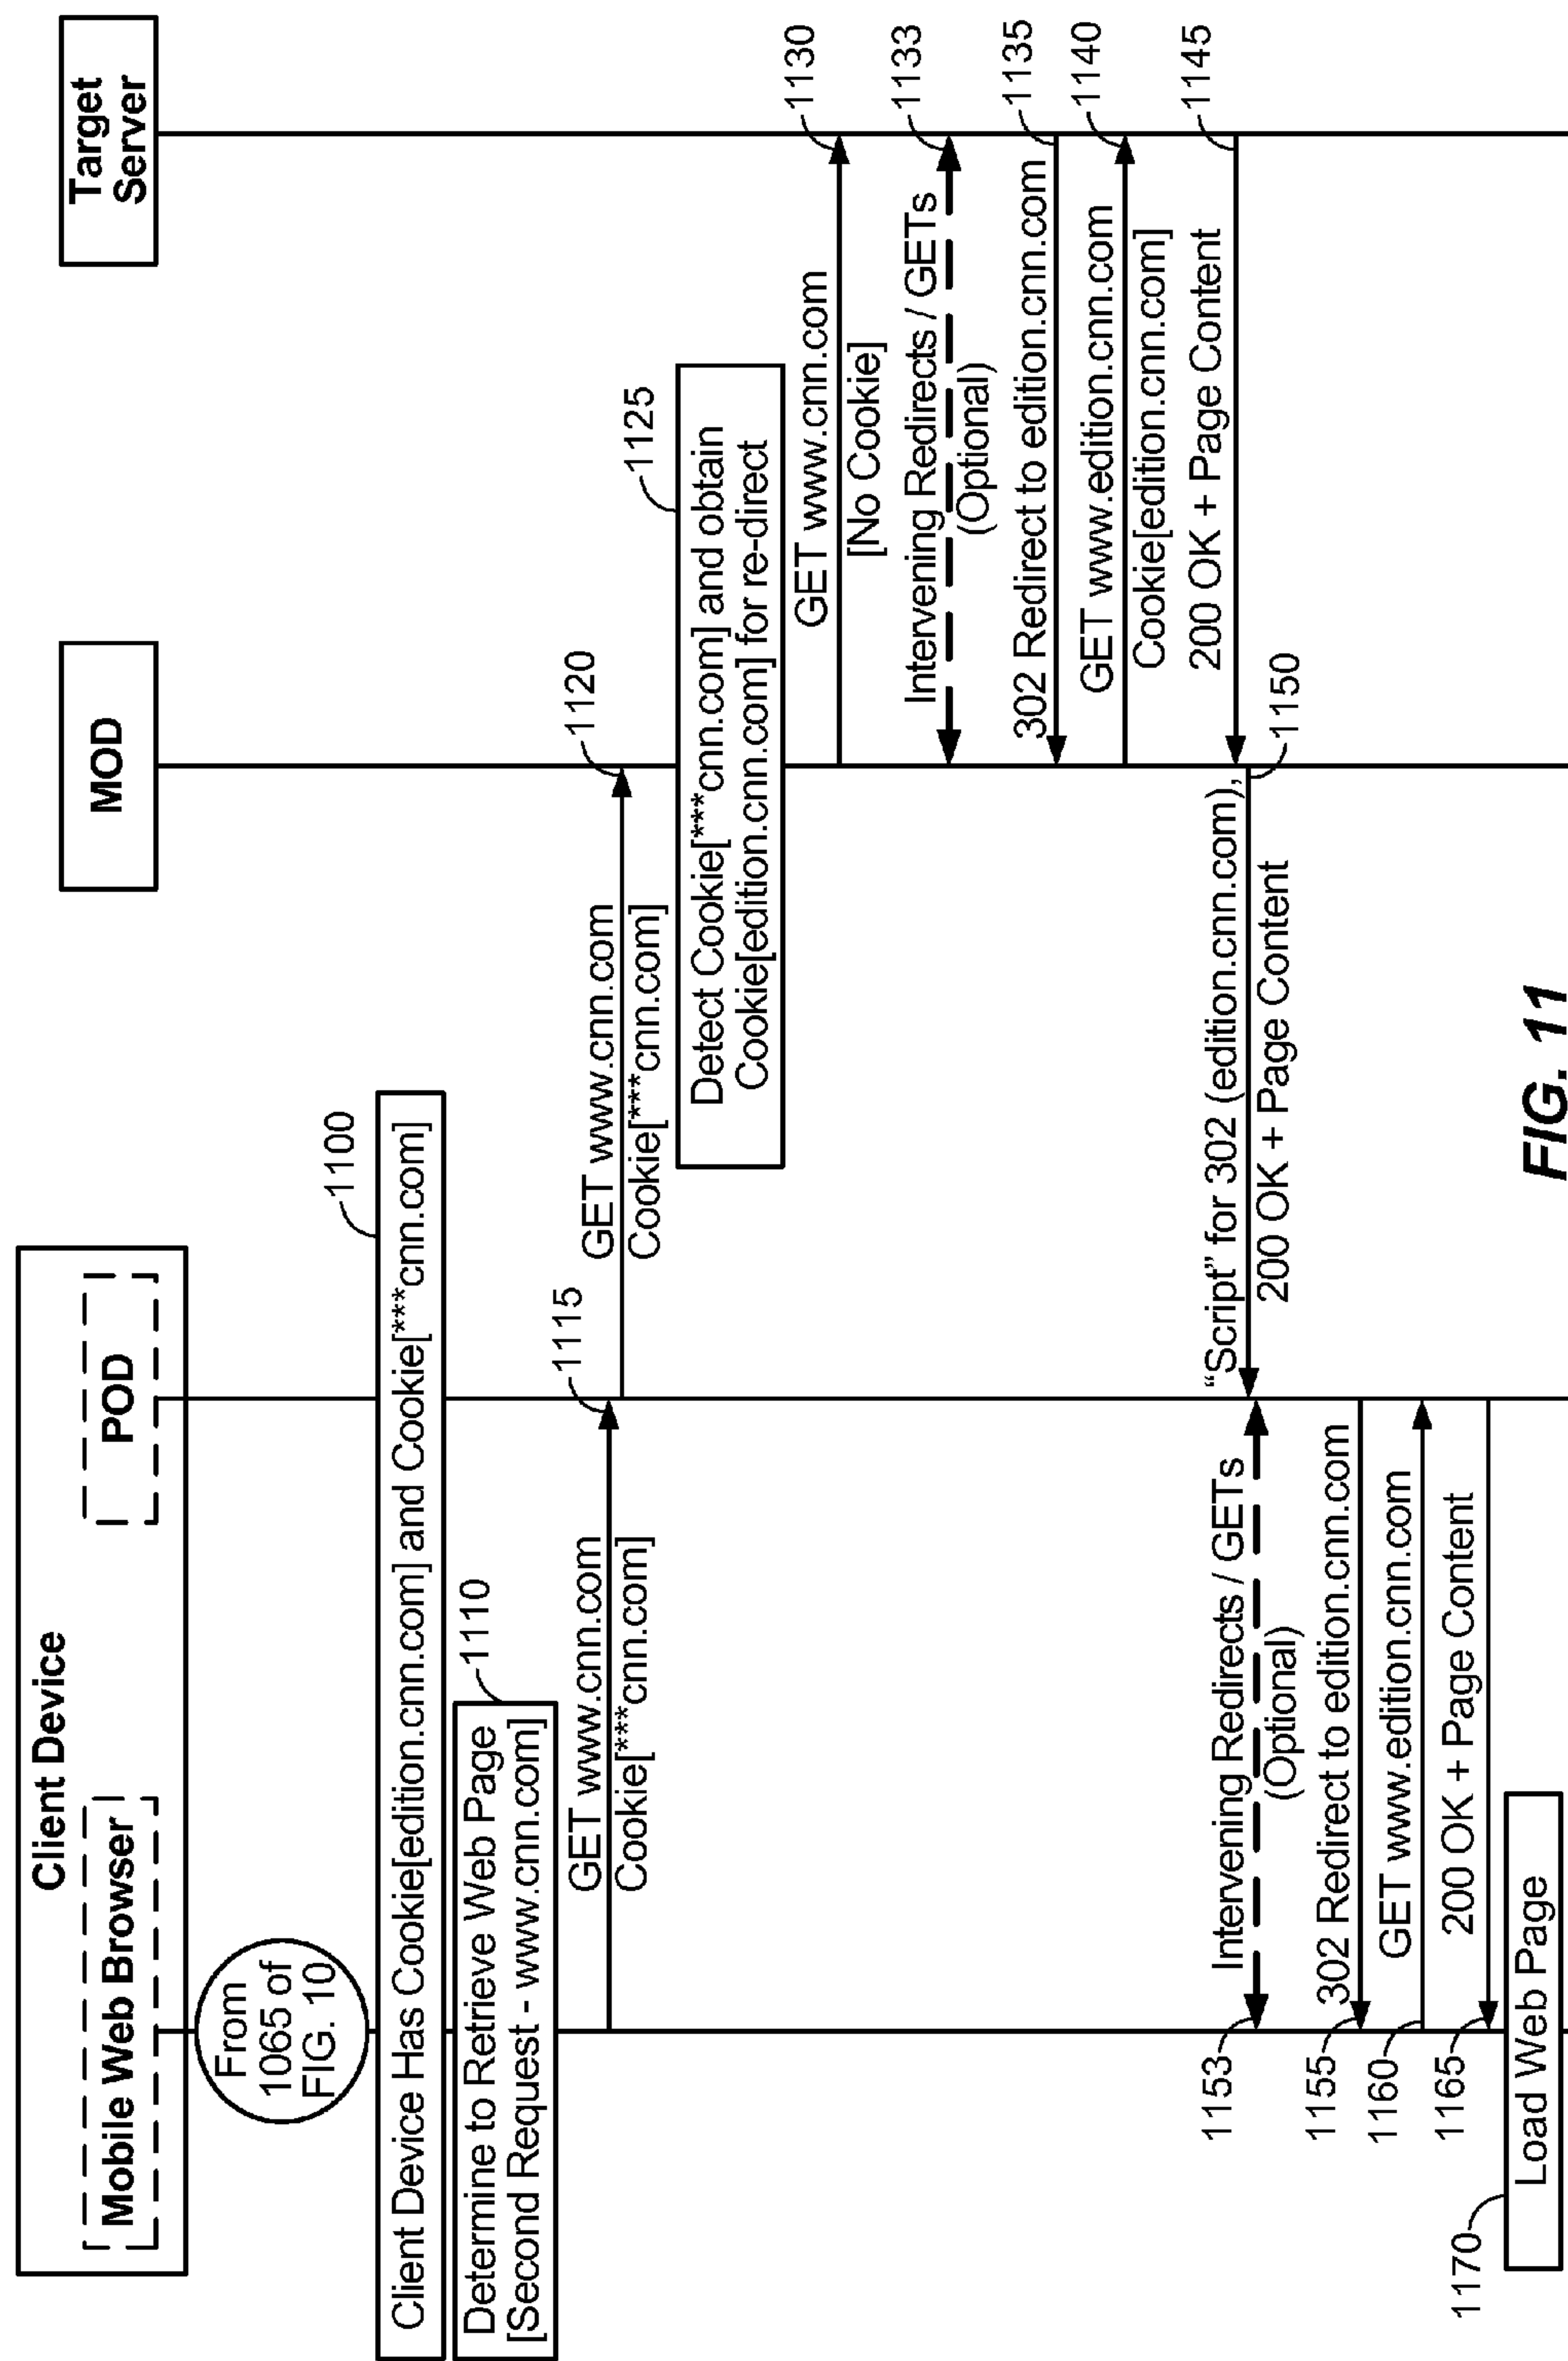 Client Device
Mobile Web Browser
POD
MOD
Target
Server
From
1065 of
FIG. 10
1100
Client Device Has Cookie[edition.cnn.com] and Cookie[***cnn.com]
Determine to Retrieve Web Page
[Second Request - www.cnn.com]
1110
GET www.cnn.com
Cookie[***cnn.com]
1115
GET www.cnn.com
Cookie[***cnn.com]
1120
1125
Detect Cookie[***cnn.com] and obtain
Cookie[edition.cnn.com] for re-direct
GET www.cnn.com
[No Cookie]
1130
Intervening Redirects / GETs
(Optional)
1133
302 Redirect to edition.cnn.com
1135
GET www.edition.cnn.com
Cookie[edition.cnn.com]
1140
200 OK + Page Content
1145
“Script” for 302 (edition.cnn.com),
200 OK + Page Content
1150
Intervening Redirects / GETs
(Optional)
1153
302 Redirect to edition.cnn.com
1155
GET www.edition.cnn.com
1160
200 OK + Page Content
1165
Load Web Page
1170
FIG. 11